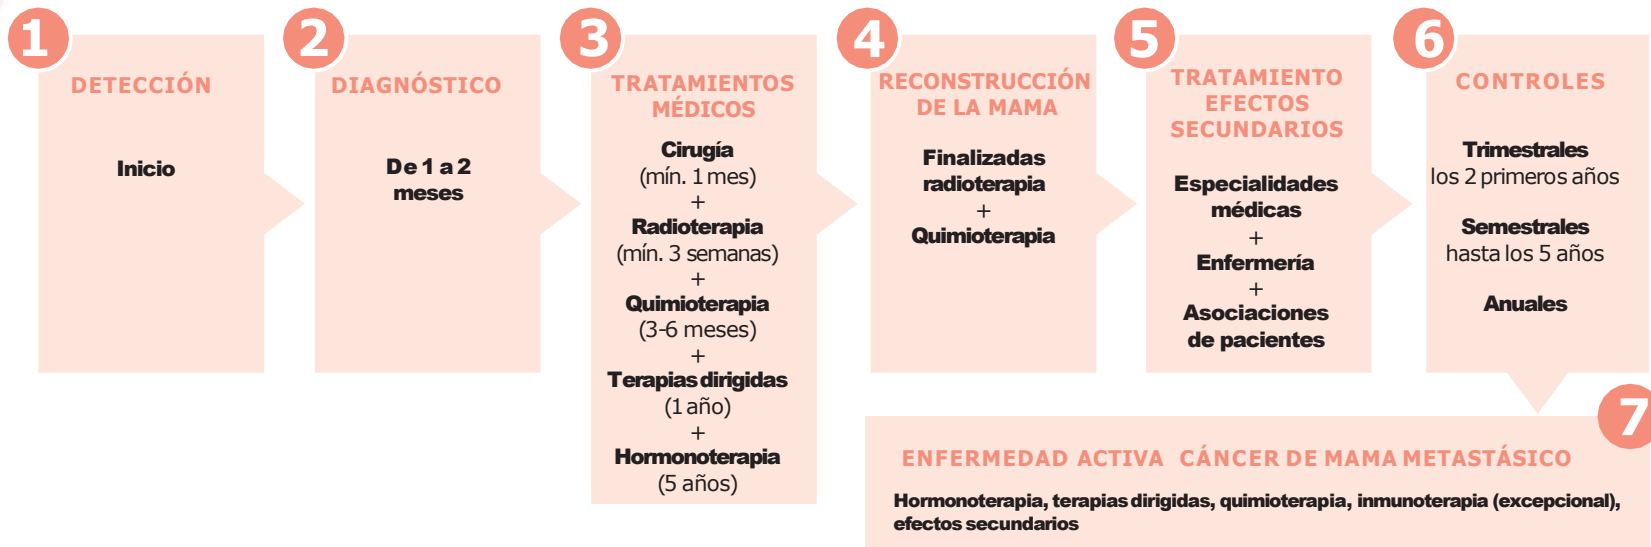 1
DETECCIÓN
Inicio
2
DIAGNÓSTICO
De 1 a 2
meses
3
TRATAMIENTOS
MÉDICOS
Cirugía
(mín. 1 mes)
+
Radioterapia
(mín. 3 semanas)
+
Quimioterapia
(3-6 meses)
+
Terapias dirigidas
(1 año)
+
Hormonoterapia
(5 años)
4
RECONSTRUCCIÓN
DE LA MAMA
Finalizadas
radioterapia
+
Quimioterapia
5
TRATAMIENTO
EFECTOS
SECUNDARIOS
Especialidades
médicas
+
Enfermería
+
Asociaciones
de pacientes
6
CONTROLES
Trimestrales
los 2 primeros años
Semestrales
hasta los 5 años
Anuales
7
ENFERMEDAD ACTIVA CÁNCER DE MAMA METASTÁSICO
Hormonoterapia, terapias dirigidas, quimioterapia, inmunoterapia (excepcional),
efectos secundarios